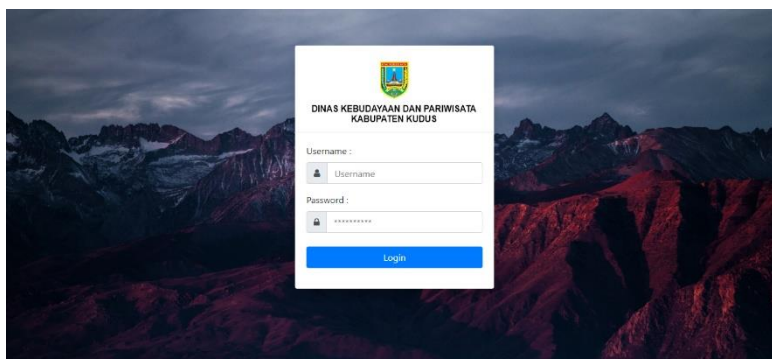 DINAS KEBUDAYAAN DAN PARIWISATA
KABUPATEN KUDUS
Username :
Username
Password :
**********
Login